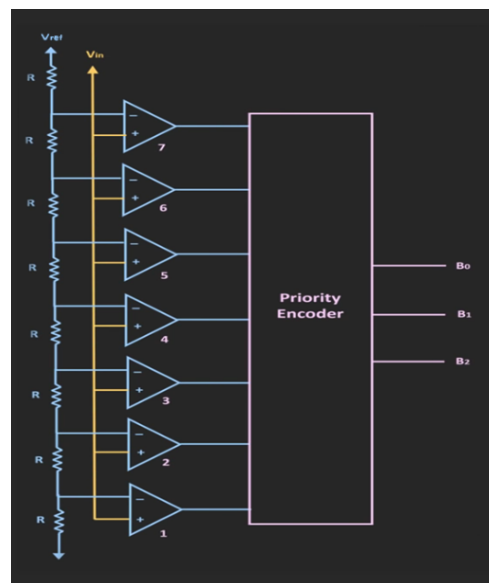 Vref
Vin
R
R
R
R
R
R
R
R
−
+
7
−
+
6
−
+
5
−
+
4
−
+
3
−
+
2
−
+
1
Priority
Encoder
B0
B1
B2